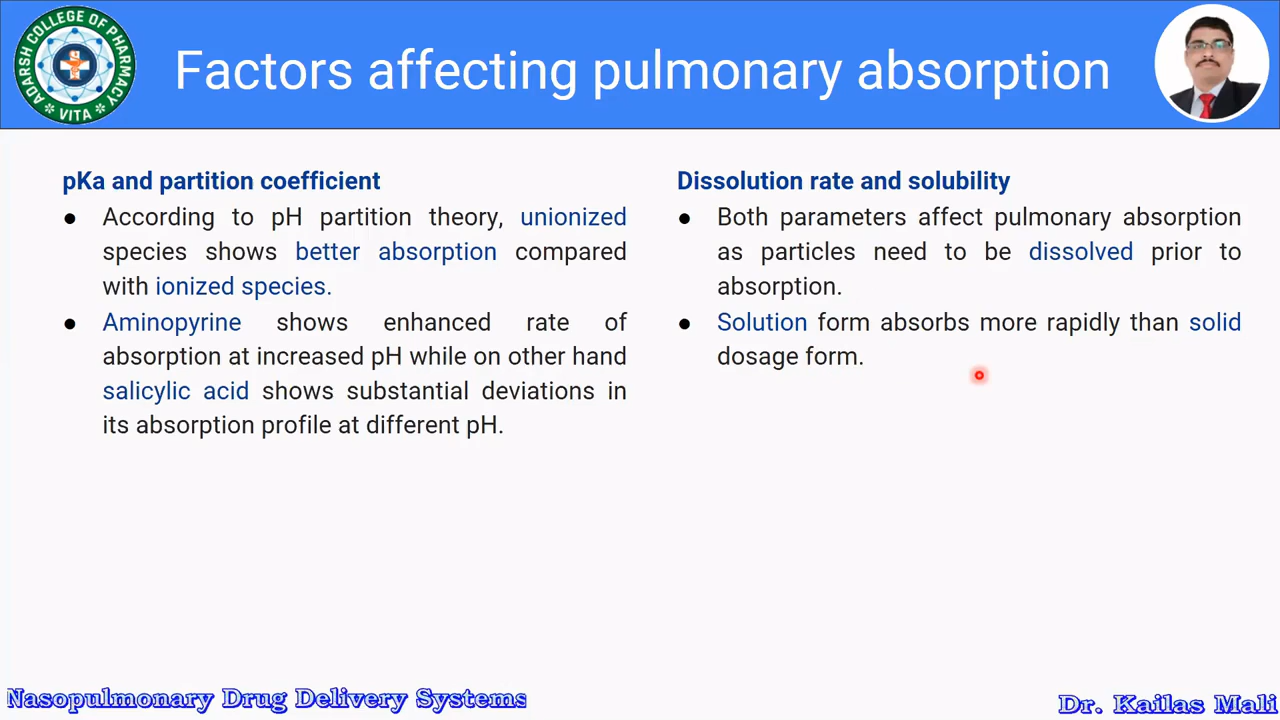 ADARSH COLLEGE OF PHARMACY
VITA
Factors affecting pulmonary absorption
pKa and partition coefficient
● According to pH partition theory, unionized
species shows better absorption compared
with ionized species.
● Aminopyrine shows enhanced rate of
absorption at increased pH while on other hand
salicylic acid shows substantial deviations in
its absorption profile at different pH.
Dissolution rate and solubility
● Both parameters affect pulmonary absorption
as particles need to be dissolved prior to
absorption.
● Solution form absorbs more rapidly than solid
dosage form.
Nasopulmonary Drug Delivery Systems
Dr. Kailas Mali